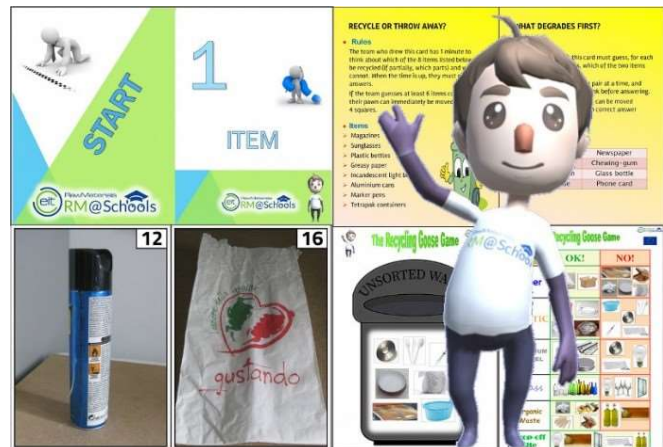 START
eit RawMaterials
RM@Schools
1
ITEM
eit RawMaterials
RM@Schools
RECYCLE OR THROW AWAY?
Rules
The team who drew this card has 1 minute to
think about which of the 8 items listed below
be recycled (if partially, which parts) and
cannot. When the time is up, they must
answers.
If the team guesses at least 6 items
their pawn can immediately be moved
4 squares.
Items
Magazines
Sunglasses
Plastic bottles
Greasy paper
Incandescent light
Aluminium cans
Marker pens
Tetrapak containers
WHAT DEGRADES FIRST?
this card must guess, for each
which of the two items
pair at a time, and
before answering.
can be moved
correct answer
Newspaper
Chewing-gum
Glass bottle
Phone card
RM@Schools
12
16
gustando
The Recycling Goose Game
UNSORTED
Recycling Goose Game
OK!
NO!
Organic
Waste